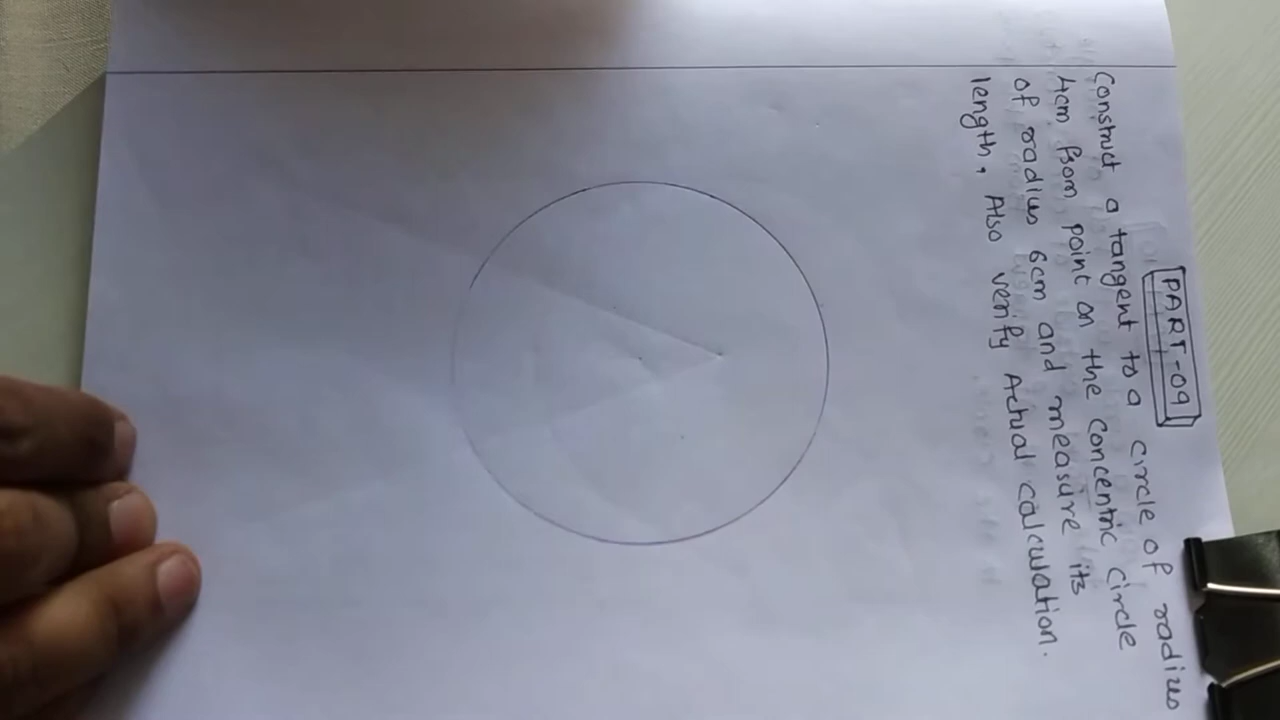 PART-09
Construct a tangent to a circle of radius
4cm from point on the concentric circle
of radius 6cm and measure its
length, Also verify Actual calculation.